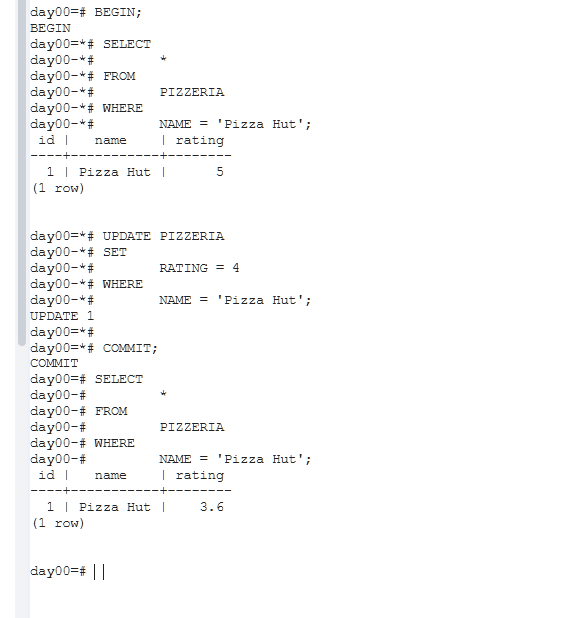 day00=# BEGIN;
BEGIN
day00=*# SELECT
day00-*#         *
day00-*# FROM
day00-*#         PIZZERIA
day00-*# WHERE
day00-*#         NAME = 'Pizza Hut';
 id |   name    | rating
----+-----------+--------
  1 | Pizza Hut |      5
(1 row)
day00=*# UPDATE PIZZERIA
day00-*# SET
day00-*#         RATING = 4
day00-*# WHERE
day00-*#         NAME = 'Pizza Hut';
UPDATE 1
day00=*#
day00=*# COMMIT;
COMMIT
day00=# SELECT
day00-#         *
day00-# FROM
day00-#         PIZZERIA
day00-# WHERE
day00-#         NAME = 'Pizza Hut';
 id |   name    | rating
----+-----------+--------
  1 | Pizza Hut |    3.6
(1 row)
day00=#